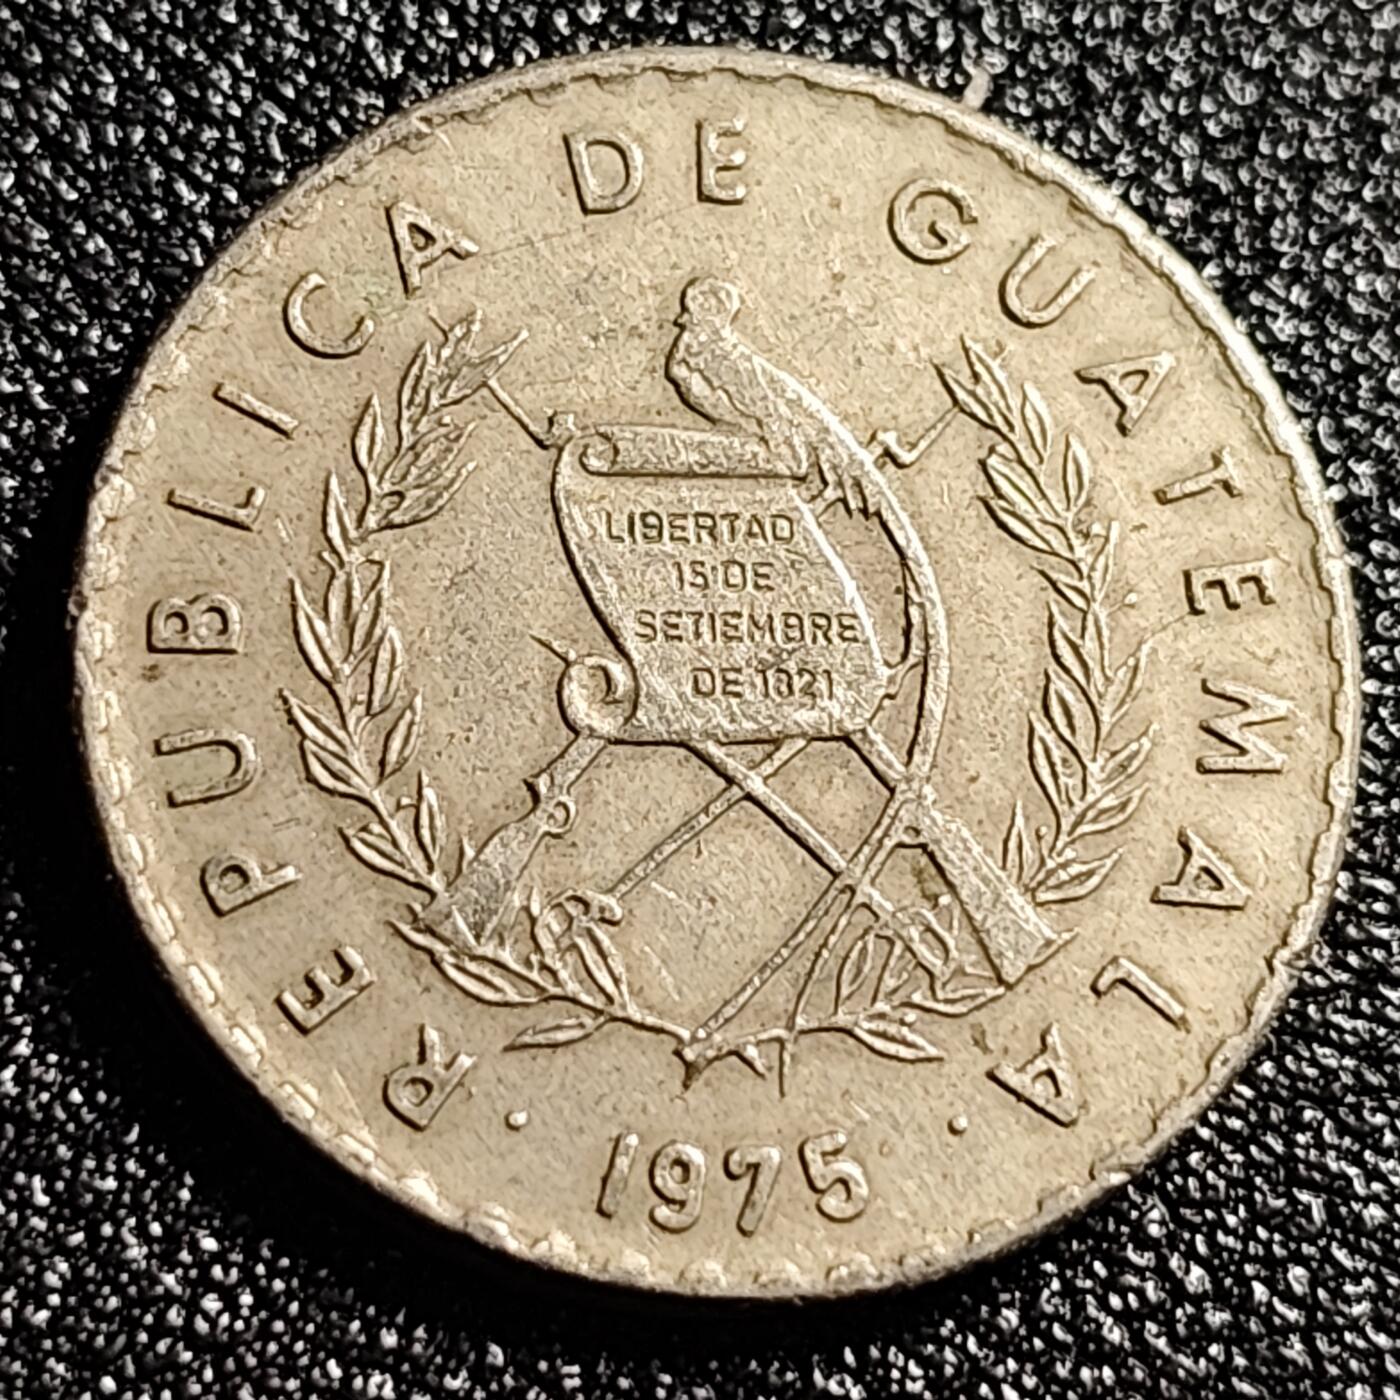 REPUBLICA DE GUATEMALA
LIBERTAD
15 DE
SETIEMBRE
DE 1821
· 1975 ·